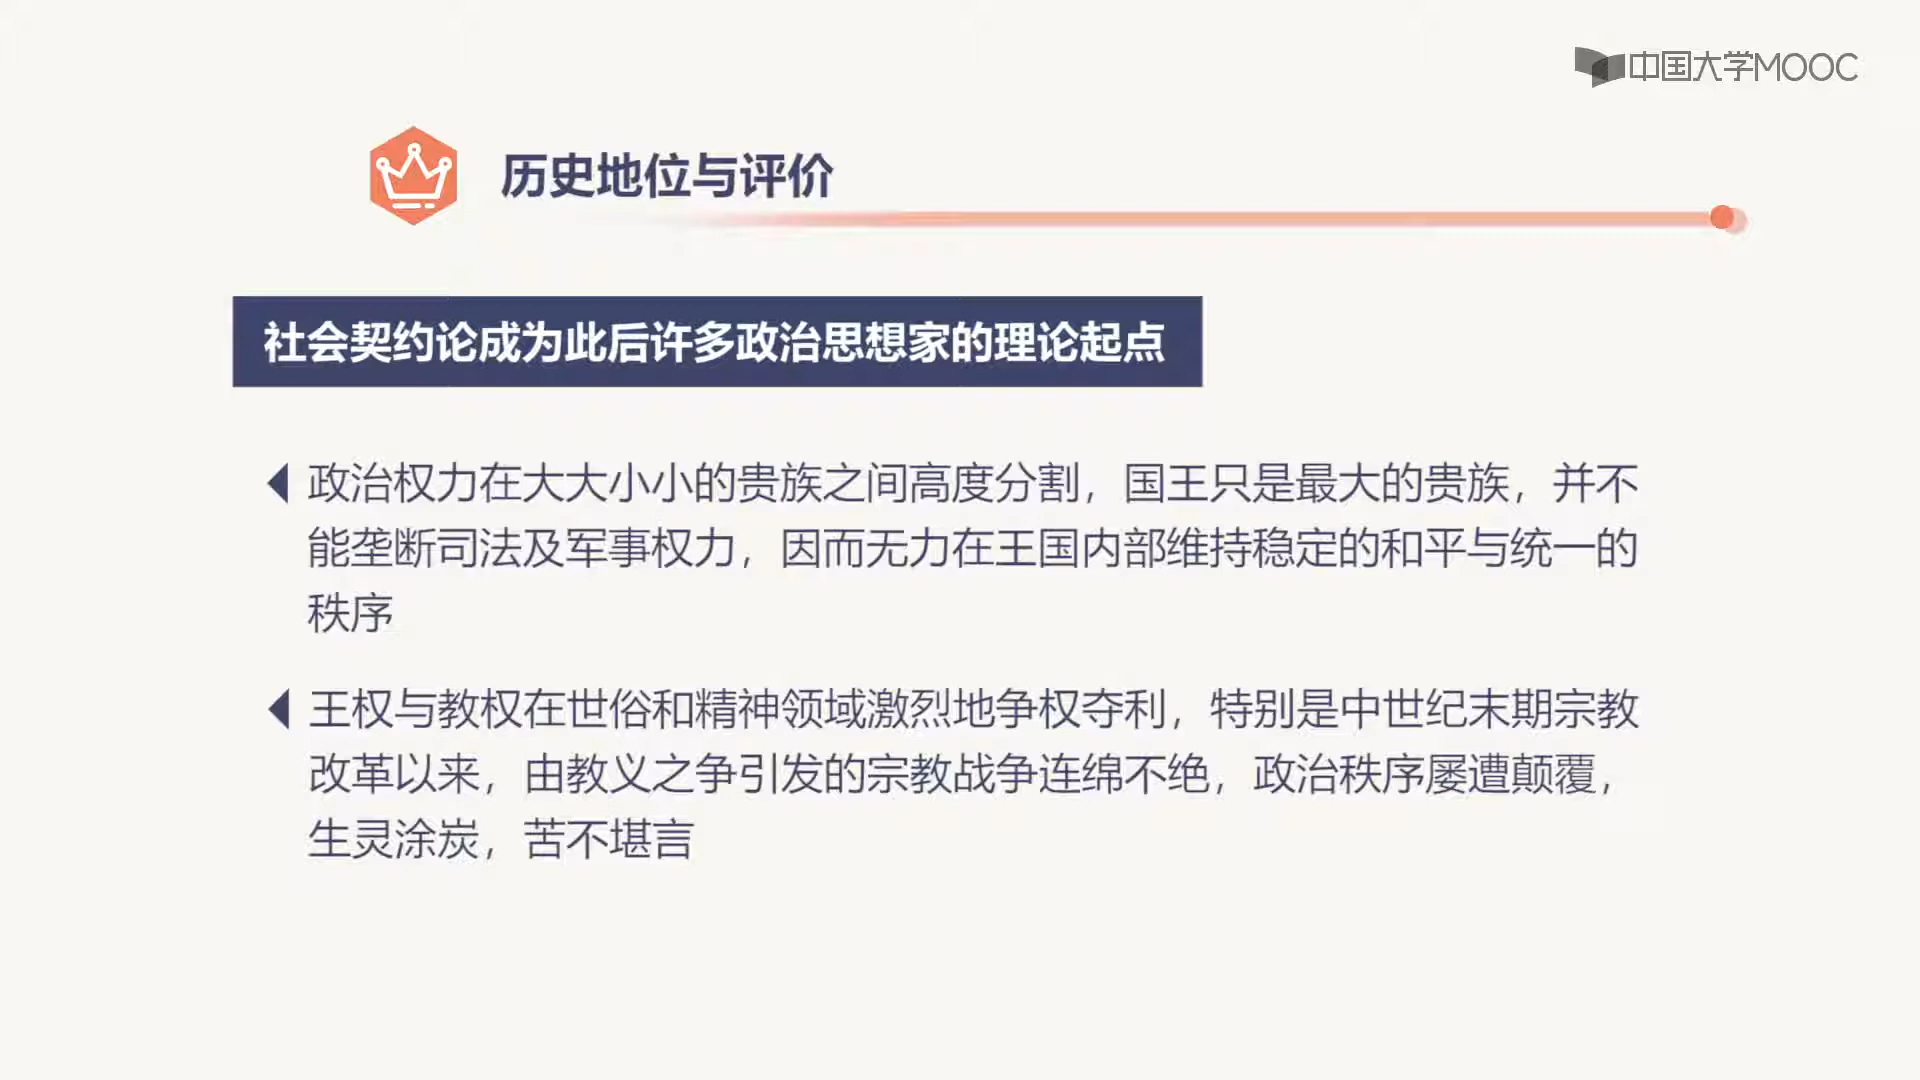 中国大学MOOC
历史地位与评价
社会契约论成为此后许多政治思想家的理论起点
政治权力在大大小小的贵族之间高度分割，国王只是最大的贵族，并不
能垄断司法及军事权力，因而无力在王国内部维持稳定的和平与统一的
秩序
王权与教权在世俗和精神领域激烈地争权夺利，特别是中世纪末期宗教
改革以来，由教义之争引发的宗教战争连绵不绝，政治秩序屡遭颠覆，
生灵涂炭，苦不堪言